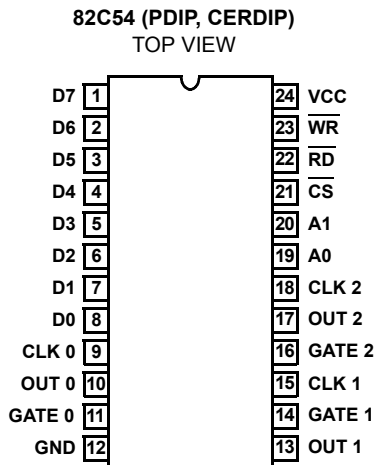 82C54 (PDIP, CERDIP)
TOP VIEW
D7 1 24 VCC
D6 2 23 WR
D5 3 22 RD
D4 4 21 CS
D3 5 20 A1
D2 6 19 A0
D1 7 18 CLK 2
D0 8 17 OUT 2
CLK 0 9 16 GATE 2
OUT 0 10 15 CLK 1
GATE 0 11 14 GATE 1
GND 12 13 OUT 1